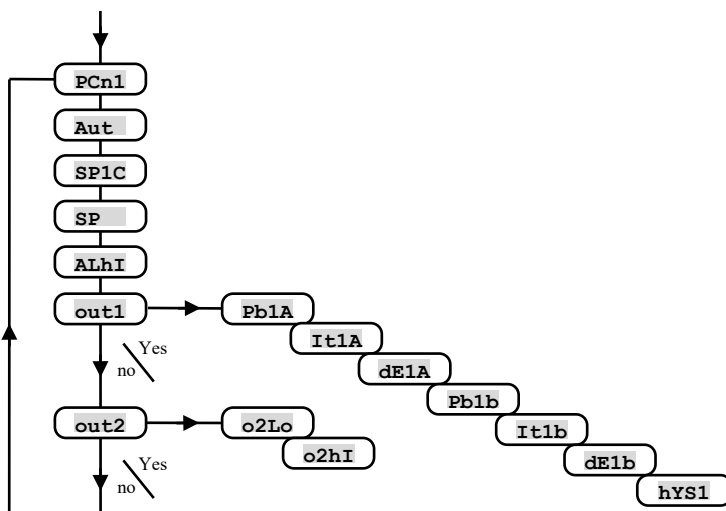 PCn1
Aut
SP1C
SP
ALhI
out1
Pb1A
It1A
Yes
no
dE1A
Pb1b
out2
o2Lo
It1b
o2hI
dE1b
Yes
no
hYS1